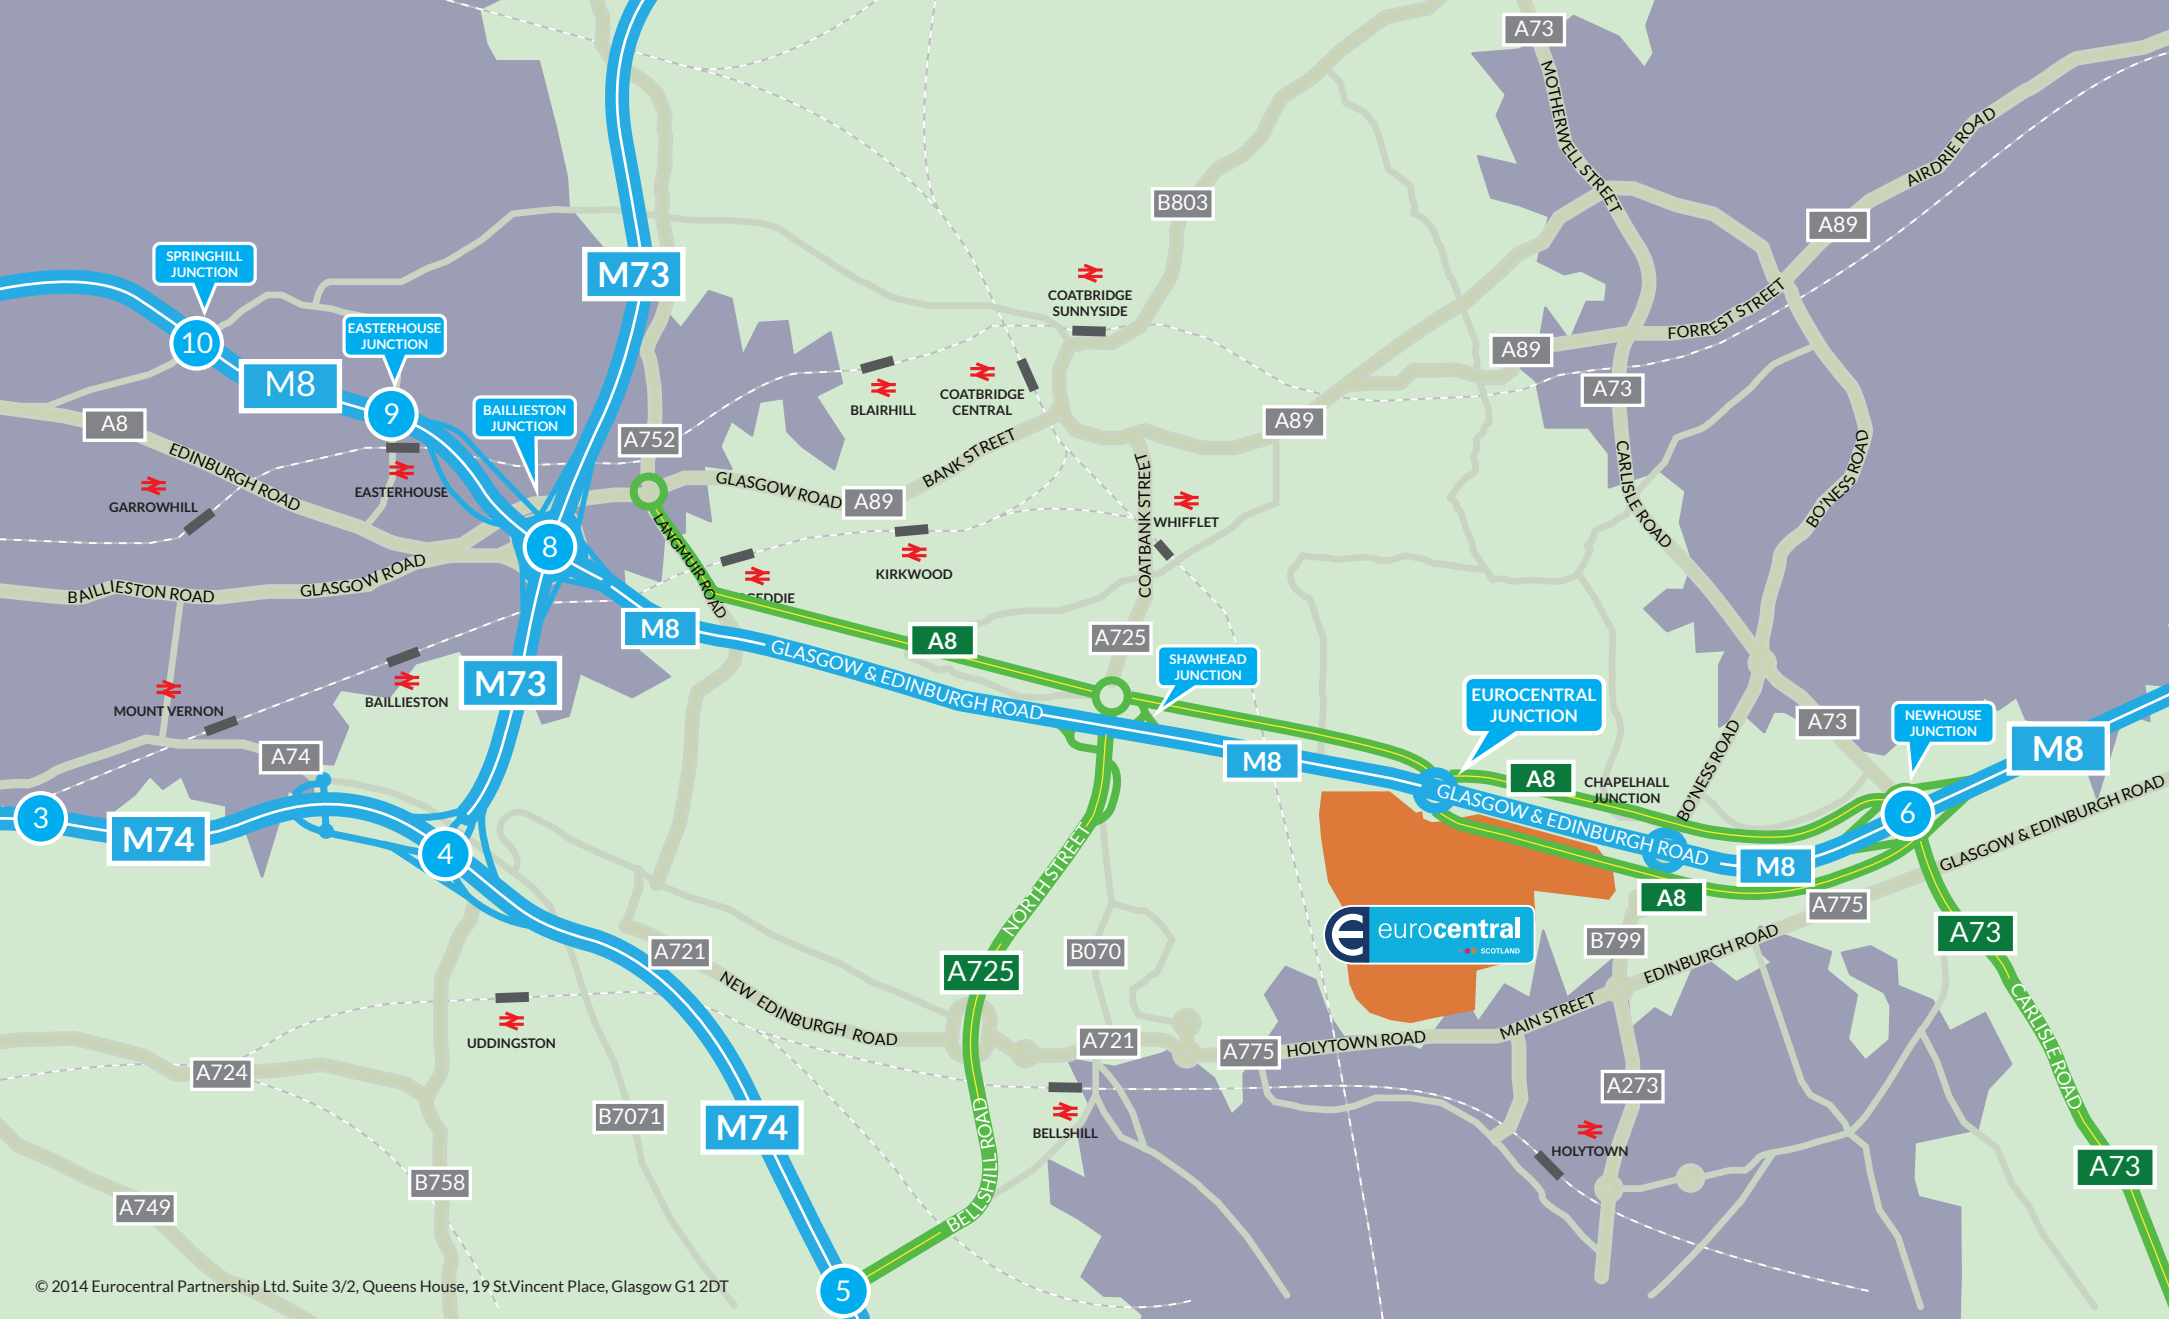 A73
MOTHERWELL STREET
AIRDRIE ROAD
B803
A89
SPRINGHILL
JUNCTION
M73
COATBRIDGE
SUNNYSIDE
FORREST STREET
EASTERHOUSE
JUNCTION
10
M8
A89
A73
BLAIRHILL
COATBRIDGE
CENTRAL
9
BAILLIESTON
JUNCTION
A8
A752
A89
EDINBURGH ROAD
BANK STREET
CARLISLE ROAD
BO'NESS ROAD
EASTERHOUSE
GARROWHILL
GLASGOW ROAD
A89
COATBANK STREET
WHIFFLET
LANGMUIR ROAD
8
KIRKWOOD
BAILLIESTON ROAD
GLASGOW ROAD
GEDDIE
M8
A8
A725
GLASGOW & EDINBURGH ROAD
SHAWHEAD
JUNCTION
M73
BAILLIESTON
MOUNT VERNON
EUROCENTRAL
JUNCTION
A73
NEWHOUSE
JUNCTION
M8
A74
M8
A8
CHAPELHALL
JUNCTION
BO'NESS ROAD
GLASGOW & EDINBURGH ROAD
GLASGOW & EDINBURGH ROAD
3
M74
4
6
M8
A8
A775
NORTH STREET
eurocentral
SCOTLAND
A721
B070
B799
EDINBURGH ROAD
A73
A725
NEW EDINBURGH ROAD
CARLISLE ROAD
MAIN STREET
UDDINGSTON
A721
A775
HOLYTOWN ROAD
A724
A273
B7071
M74
BELLSHILL ROAD
BELLSHILL
HOLYTOWN
B758
A73
A749
BELLSHILL ROAD
5
© 2014 Eurocentral Partnership Ltd. Suite 3/2, Queens House, 19 St.Vincent Place, Glasgow G1 2DT